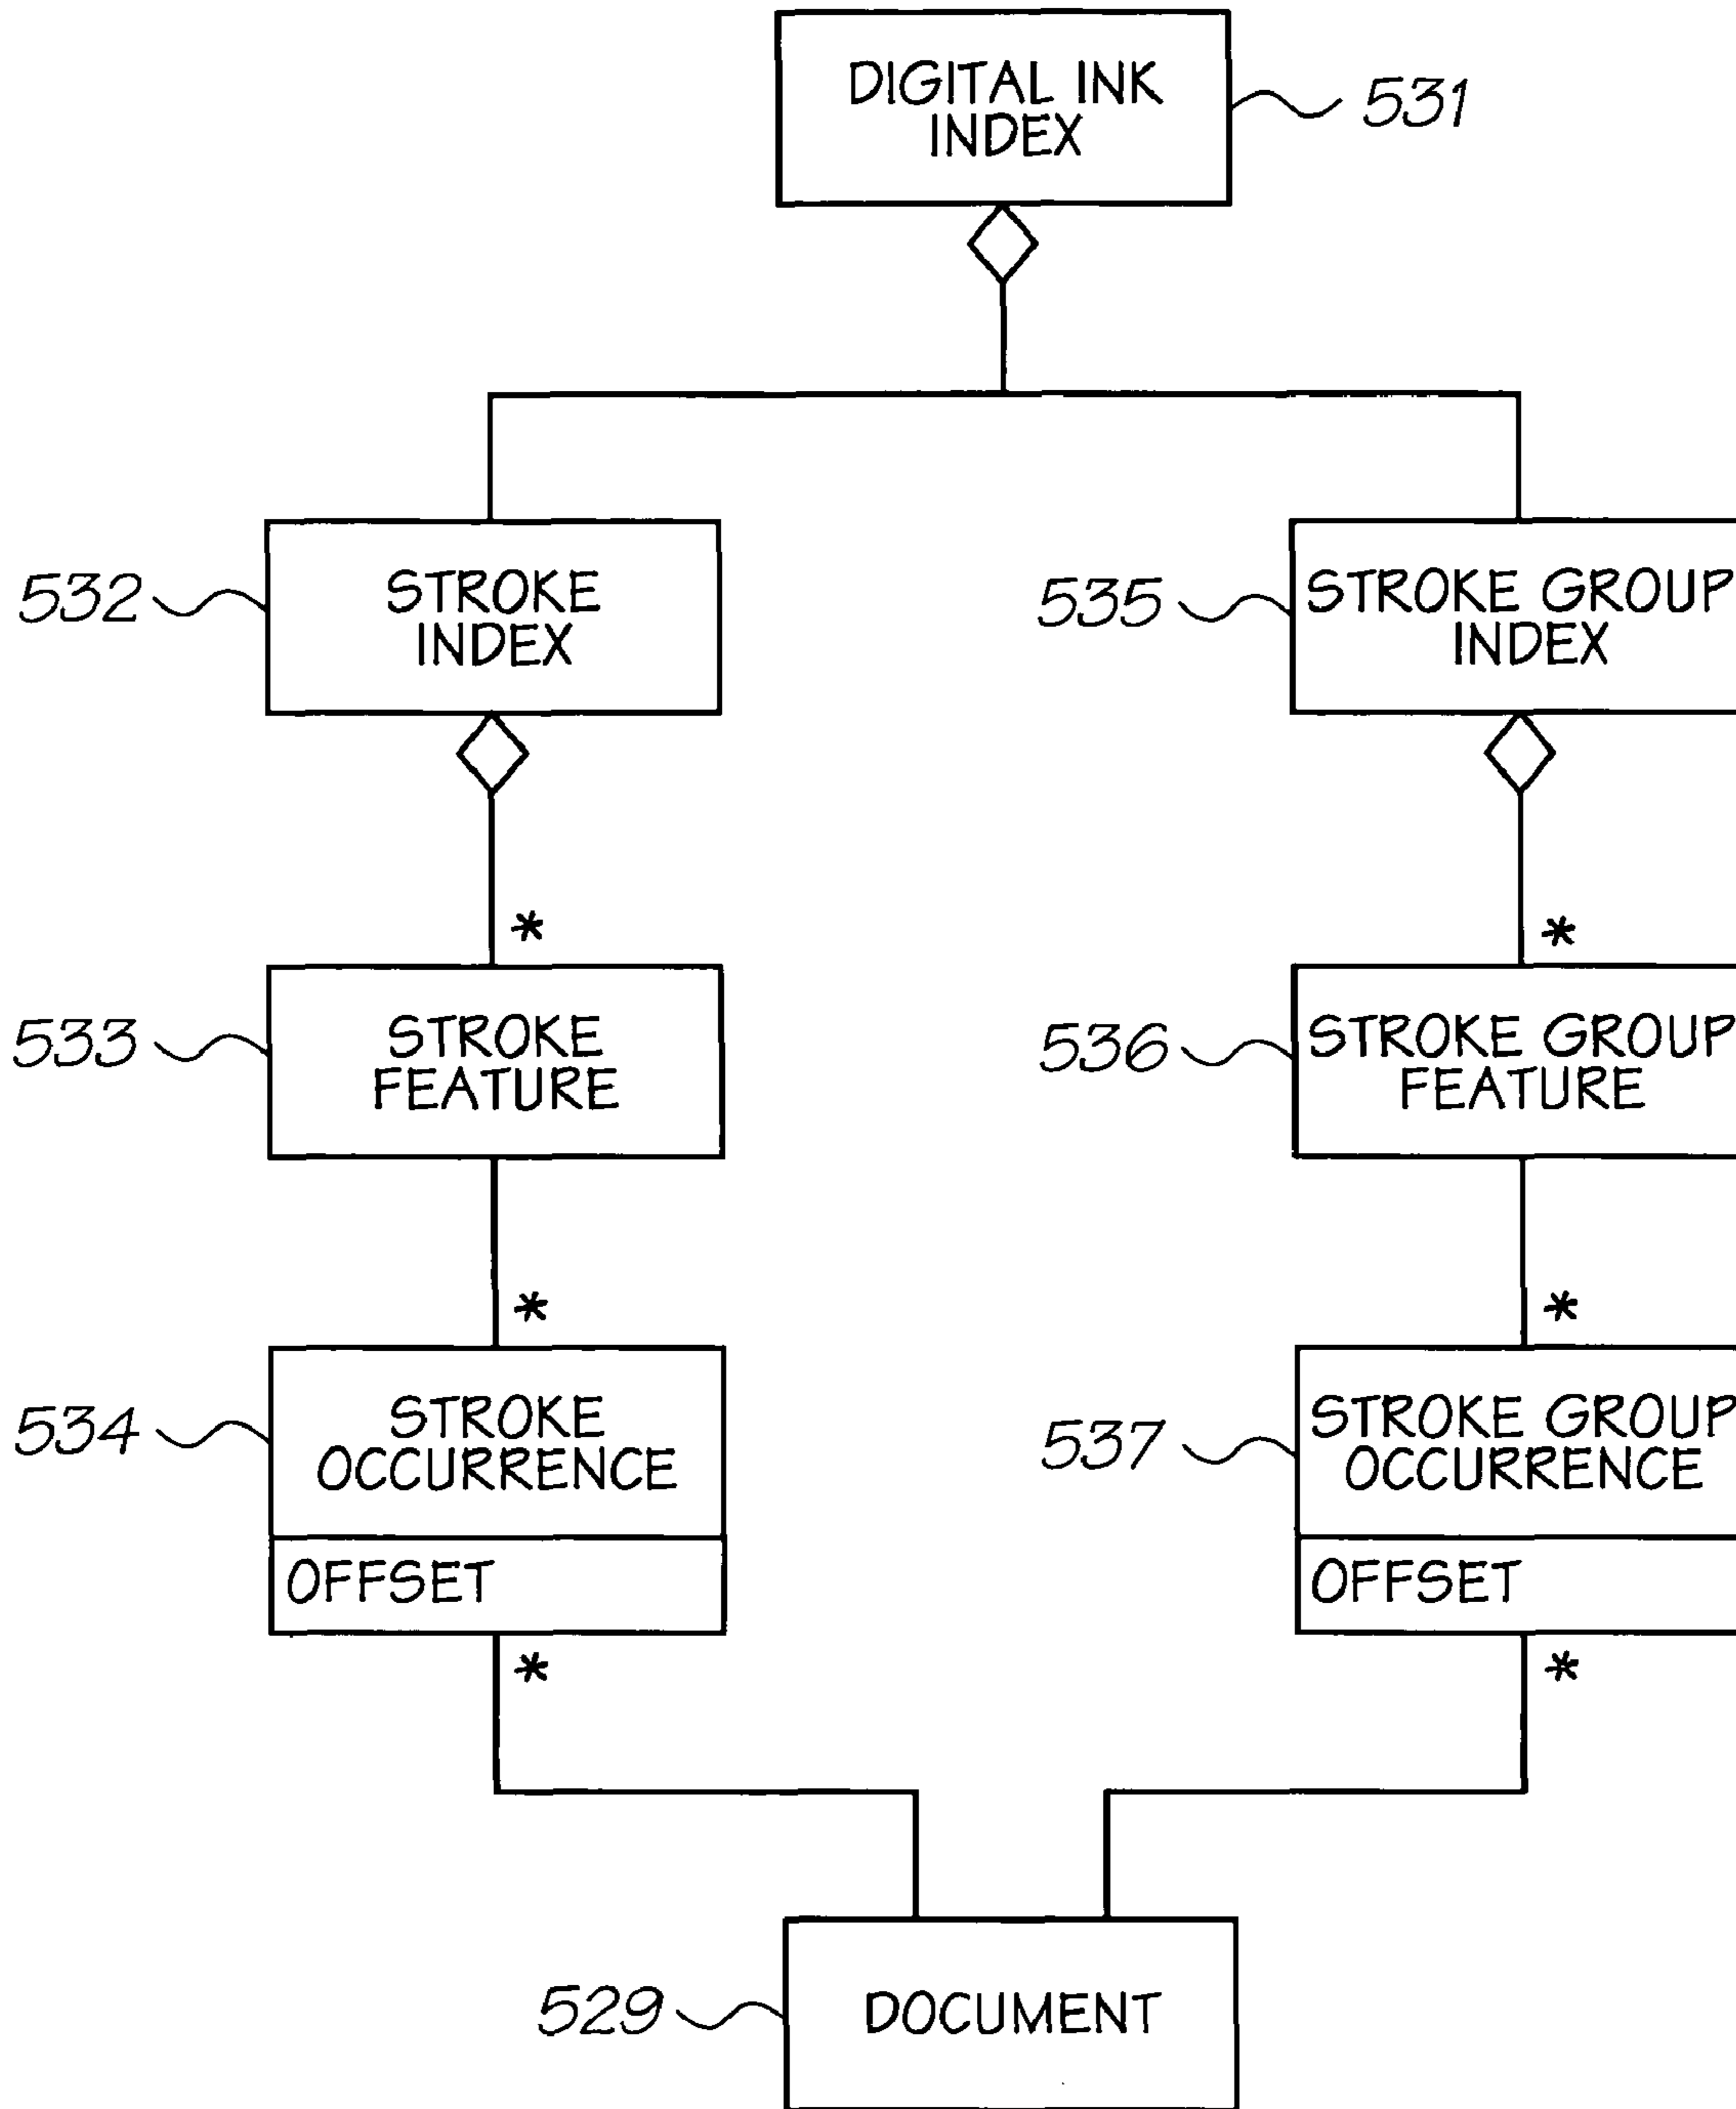 DIGITAL INK
INDEX
531
532
STROKE
INDEX
535
STROKE GROUP
INDEX
*
*
533
STROKE
FEATURE
536
STROKE GROUP
FEATURE
*
*
534
STROKE
OCCURRENCE
OFFSET
537
STROKE GROUP
OCCURRENCE
OFFSET
*
*
529
DOCUMENT